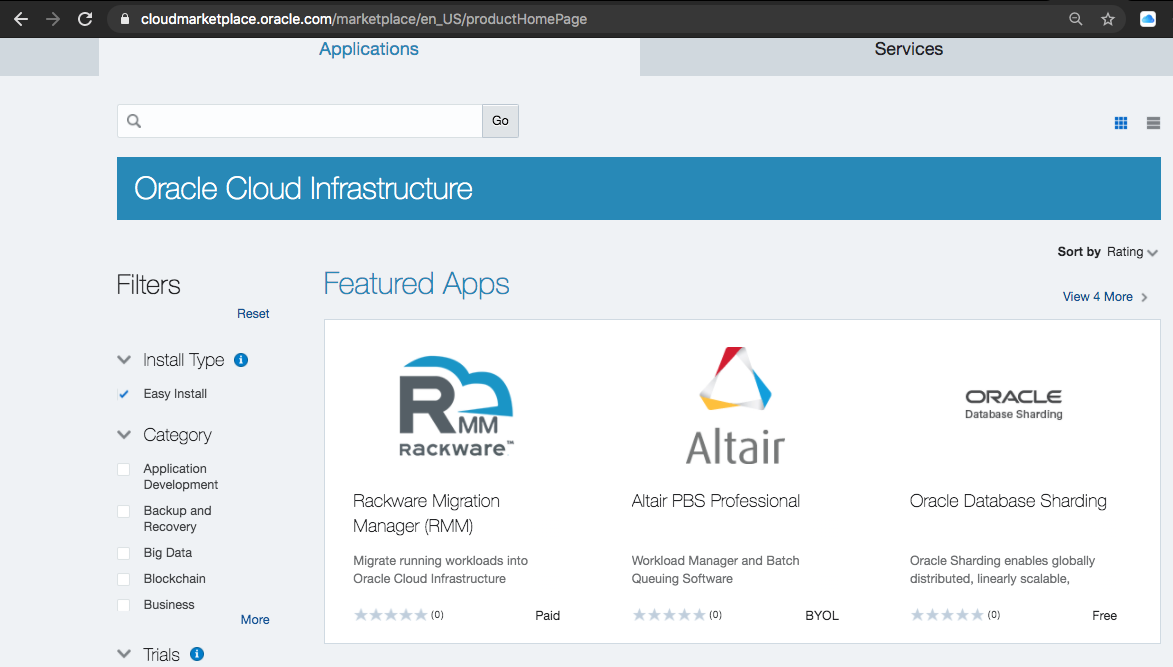 cloudmarketplace.oracle.com/marketplace/en_US/productHomePage
Applications
Services
Go
Oracle Cloud Infrastructure
Sort by Rating
Filters
Reset
Install Type
Easy Install
Category
Application
Development
Backup and
Recovery
Big Data
Blockchain
Business
More
Trials
Featured Apps
View 4 More
RMM
RACKWARE™
Rackware Migration
Manager (RMM)
Migrate running workloads into
Oracle Cloud Infrastructure
(0)
Paid
Altair
Altair PBS Professional
Workload Manager and Batch
Queuing Software
(0)
BYOL
ORACLE
Database Sharding
Oracle Database Sharding
Oracle Sharding enables globally
distributed, linearly scalable,
(0)
Free